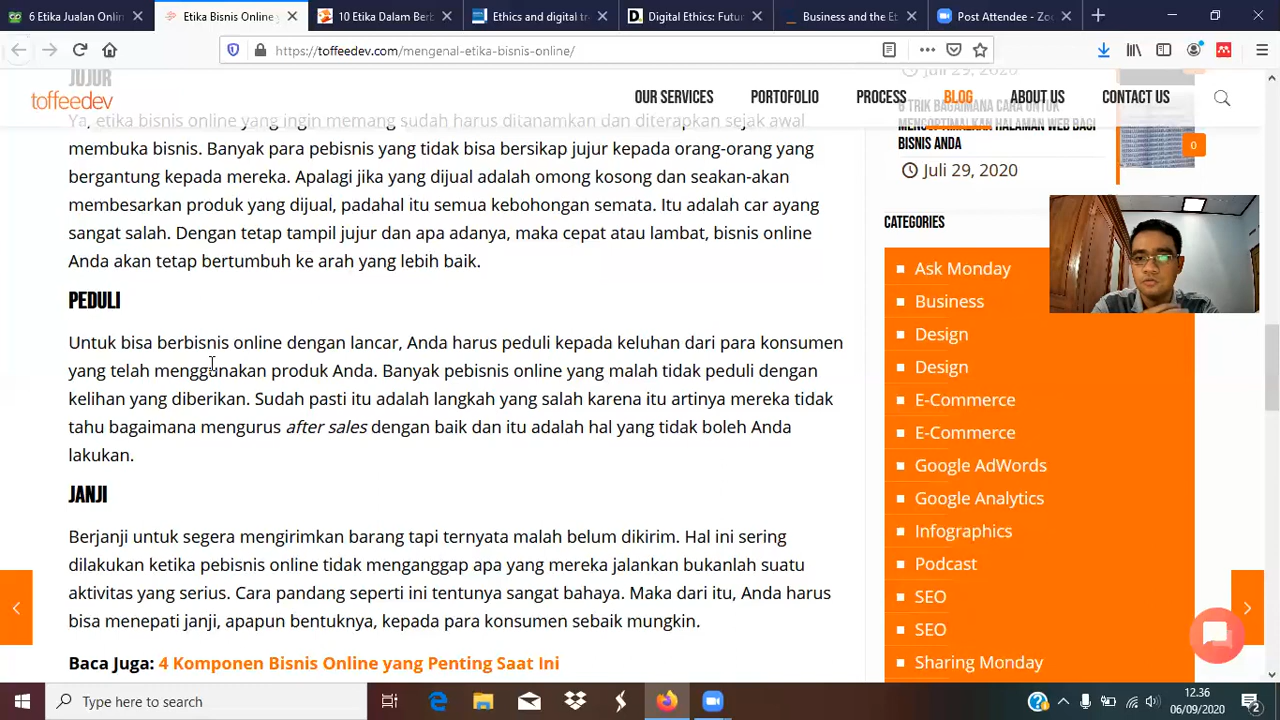 6 Etika Jualan Onlin
Etika Bisnis Online
10 Etika Dalam Berb
Ethics and digital tr
Digital Ethics: Futu
Business and the Et
Post Attendee - Zoo
https://toffeedev.com/mengenal-etika-bisnis-online/
JUJUR
toffeedev
OUR SERVICES
PORTOFOLIO
PROCESS
BLOG
ABOUT US
CONTACT US
Juli 29, 2020
6 TRIK BAGAIMANA CARA UNTUK
MENGOPTIMALKAN HALAMAN WEB BAGI
BISNIS ANDA
0
Juli 29, 2020
Ya, etika bisnis online yang sudah harus ditanamkan dan diterapkan sejak awal
membuka bisnis. Banyak para pebisnis yang tidak bisa bersikap jujur kepada orang-orang yang
bergantung kepada mereka. Apalagi jika yang dijual adalah omong kosong dan seakan-akan
membesarkan produk yang dijual, padahal itu semua kebohongan semata. Itu adalah car ayang
sangat salah. Dengan tetap tampil jujur dan apa adanya, maka cepat atau lambat, bisnis online
Anda akan tetap bertumbuh ke arah yang lebih baik.
PEDULI
Untuk bisa berbisnis online dengan lancar, Anda harus peduli kepada keluhan dari para konsumen
yang telah menggunakan produk Anda. Banyak pebisnis online yang malah tidak peduli dengan
kelihan yang diberikan. Sudah pasti itu adalah langkah yang salah karena itu artinya mereka tidak
tahu bagaimana mengurus after sales dengan baik dan itu adalah hal yang tidak boleh Anda
lakukan.
JANJI
Berjanji untuk segera mengirimkan barang tapi ternyata malah belum dikirim. Hal ini sering
dilakukan ketika pebisnis online tidak menganggap apa yang mereka jalankan bukanlah suatu
aktivitas yang serius. Cara pandang seperti ini tentunya sangat bahaya. Maka dari itu, Anda harus
bisa menepati janji, apapun bentuknya, kepada para konsumen sebaik mungkin.
Baca Juga: 4 Komponen Bisnis Online yang Penting Saat Ini
CATEGORIES
Ask Monday
Business
Design
Design
E-Commerce
E-Commerce
Google AdWords
Google Analytics
Infographics
Podcast
SEO
SEO
Sharing Monday
Type here to search
12.36
06/09/2020
2